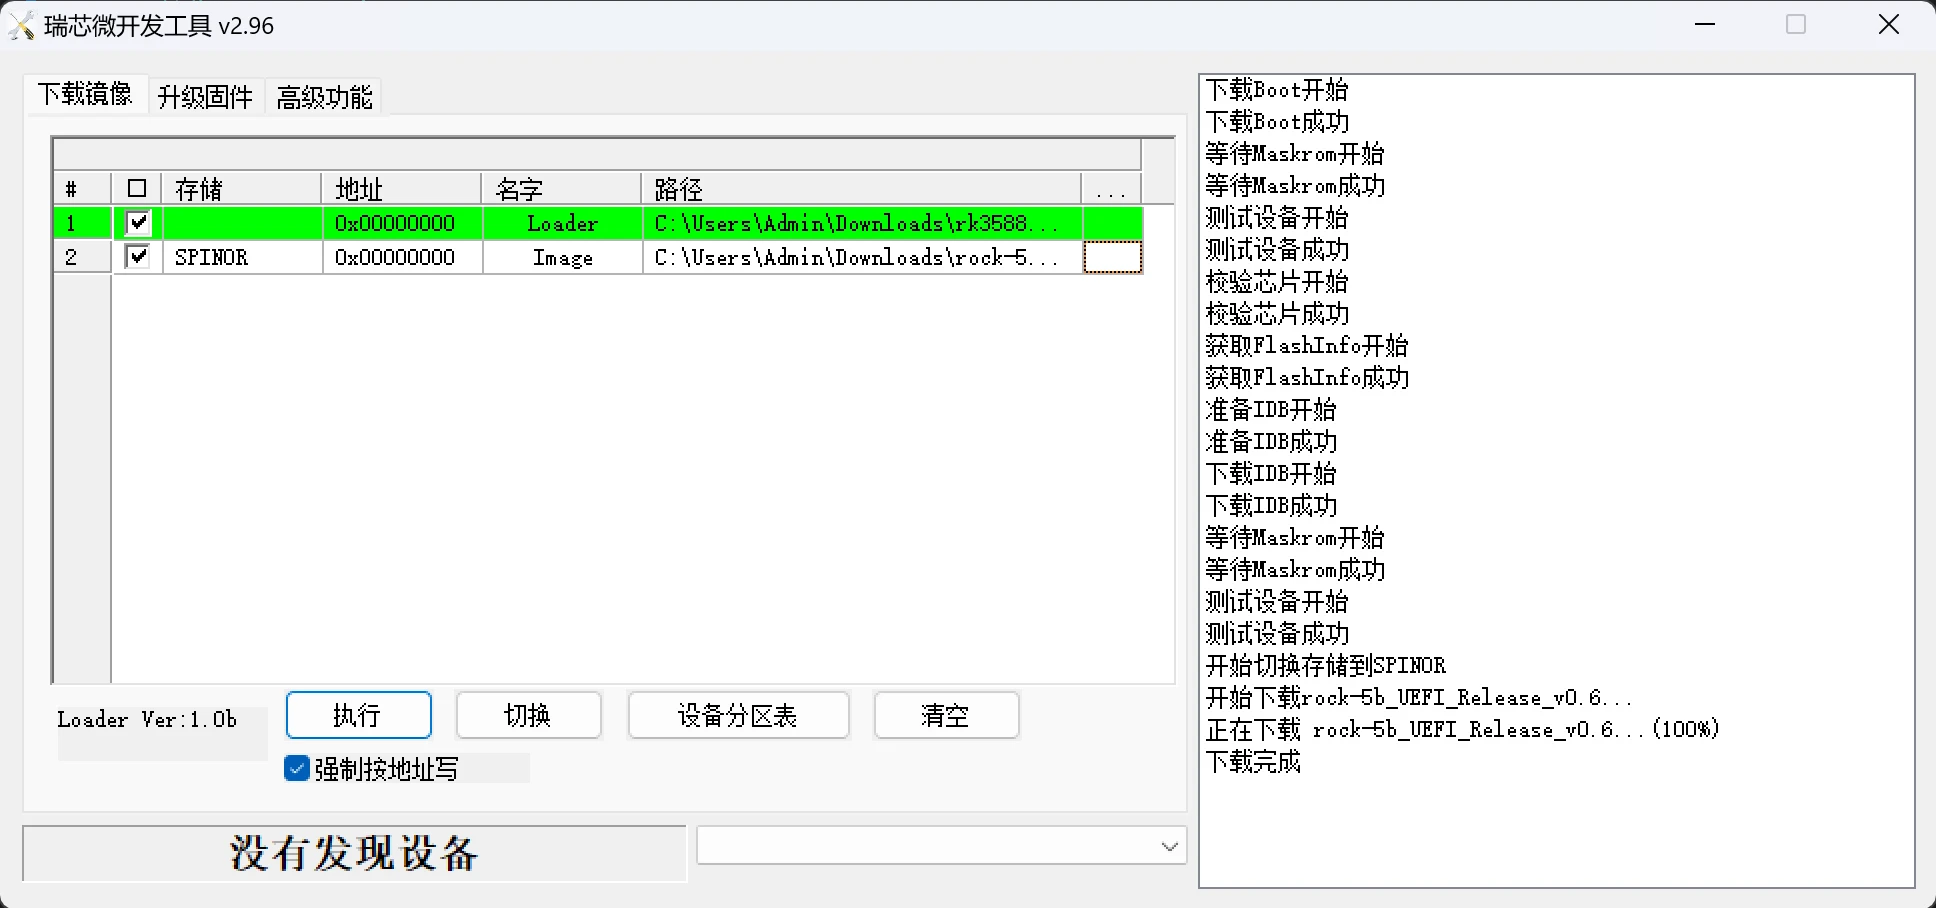 瑞芯微开发工具 v2.96
下载镜像 升级固件 高级功能
# 存储 地址 名字 路径 ...
1 0x00000000 Loader C:\Users\Admin\Downloads\rk3588...
2 SPINOR 0x00000000 Image C:\Users\Admin\Downloads\rock-5...
Loader Ver:1.0b 执行 切换 设备分区表 清空
强制按地址写
没有发现设备
下载Boot开始
下载Boot成功
等待Maskrom开始
等待Maskrom成功
测试设备开始
测试设备成功
校验芯片开始
校验芯片成功
获取FlashInfo开始
获取FlashInfo成功
准备IDB开始
准备IDB成功
下载IDB开始
下载IDB成功
等待Maskrom开始
等待Maskrom成功
测试设备开始
测试设备成功
开始切换存储到SPINOR
开始下载rock-5b_UEFI_Release_v0.6...
正在下载 rock-5b_UEFI_Release_v0.6...(100%)
下载完成